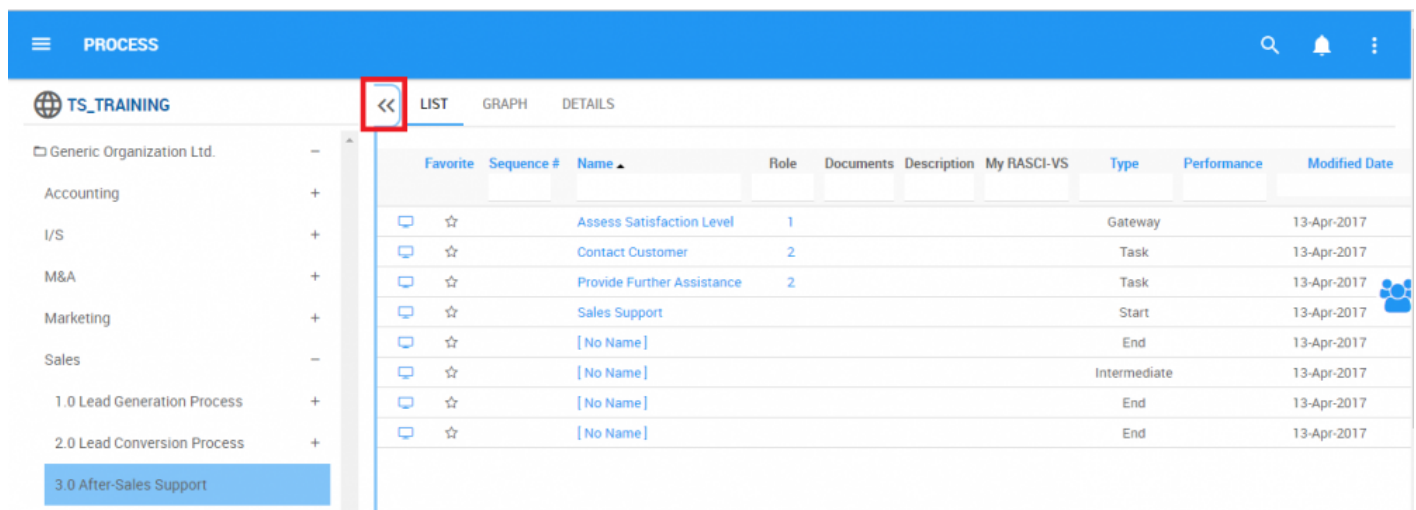 PROCESS
TS_TRAINING
LIST GRAPH DETAILS
Generic Organization Ltd.
Accounting
I/S
M&A
Marketing
Sales
1.0 Lead Generation Process
2.0 Lead Conversion Process
3.0 After-Sales Support
Favorite Sequence # Name Role Documents Description My RASCI-VS Type Performance Modified Date
Assess Satisfaction Level 1 Gateway 13-Apr-2017
Contact Customer 2 Task 13-Apr-2017
Provide Further Assistance 2 Task 13-Apr-2017
Sales Support Start 13-Apr-2017
[ No Name ] End 13-Apr-2017
[ No Name ] Intermediate 13-Apr-2017
[ No Name ] End 13-Apr-2017
[ No Name ] End 13-Apr-2017